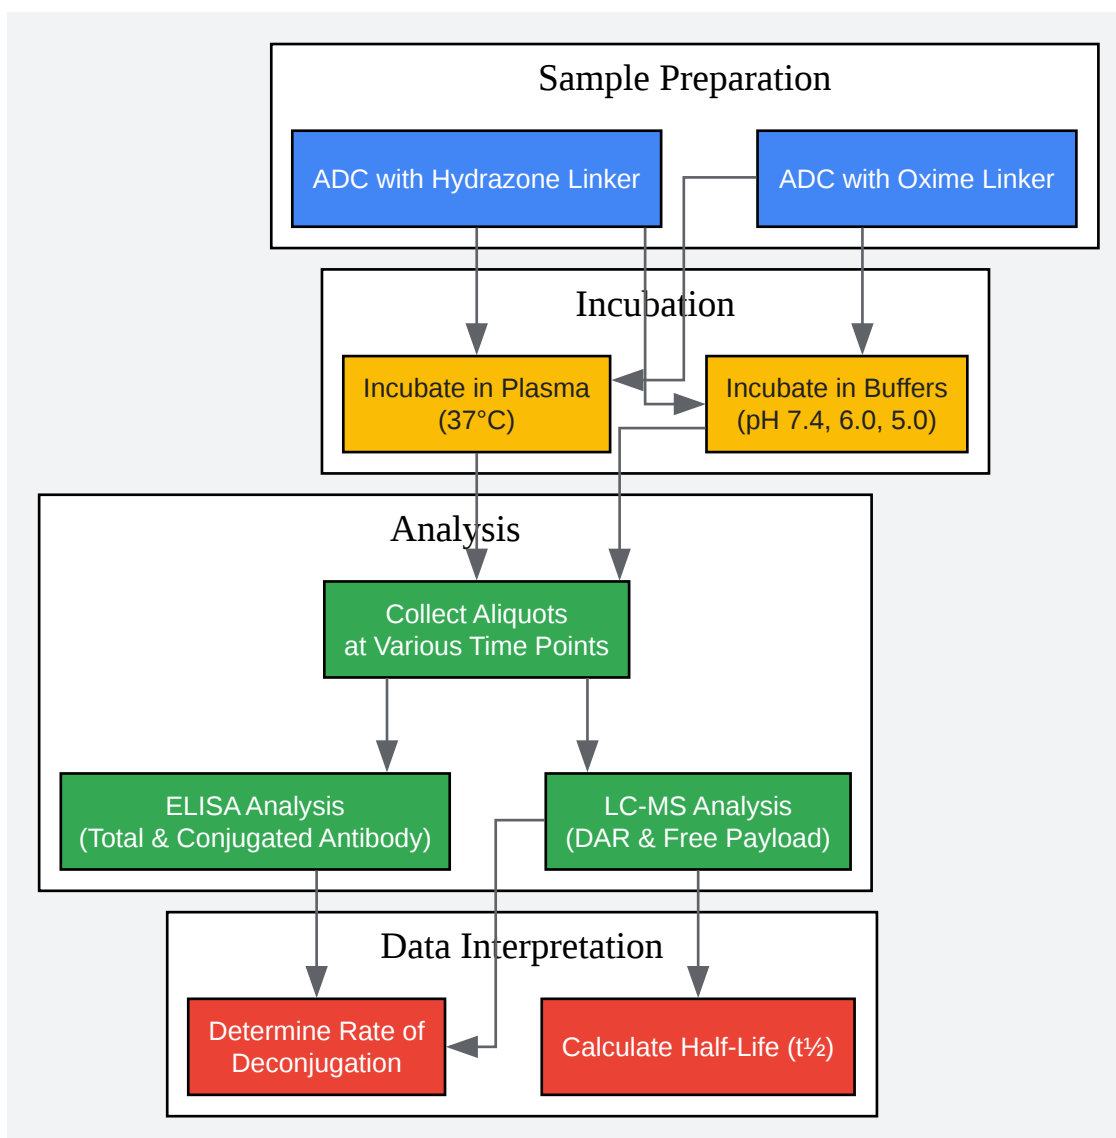 Sample Preparation
ADC with Hydrazone Linker
ADC with Oxime Linker
Incubation
Incubate in Plasma
(37°C)
Incubate in Buffers
(pH 7.4, 6.0, 5.0)
Analysis
Collect Aliquots
at Various Time Points
ELISA Analysis
(Total & Conjugated Antibody)
LC-MS Analysis
(DAR & Free Payload)
Data Interpretation
Determine Rate of
Deconjugation
Calculate Half-Life (t½)